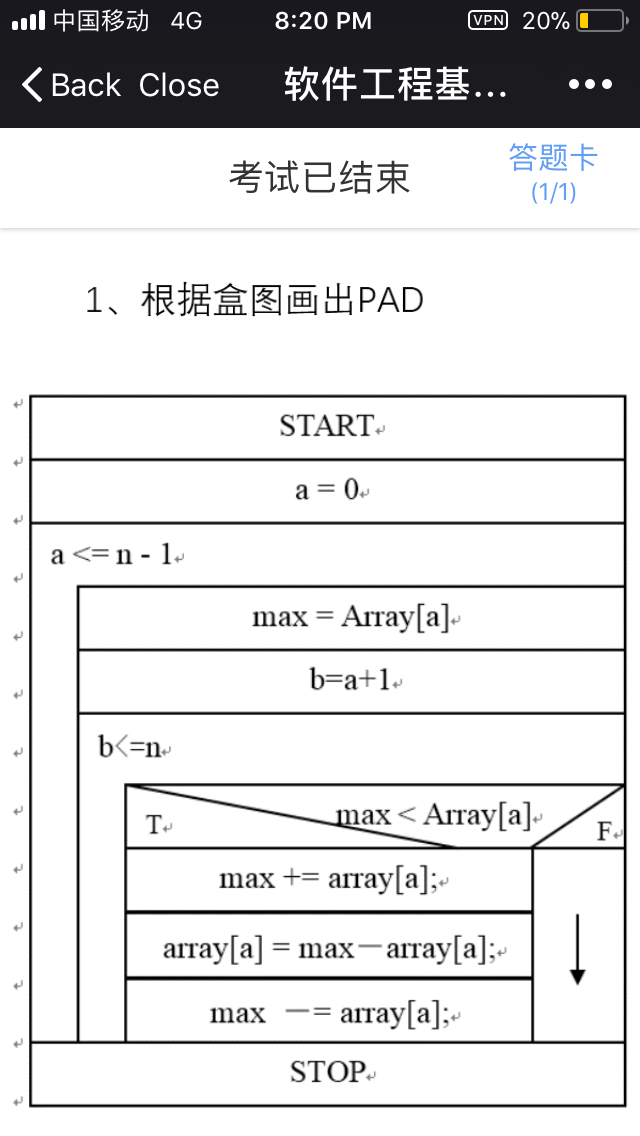 中国移动 4G 8:20 PM VPN 20%
Back Close 软件工程基...
考试已结束 答题卡
(1/1)
1、根据盒图画出PAD
START
a = 0
a <= n - 1
max = Array[a]
b=a+1
b<=n
T max < Array[a] F
max += array[a];
array[a] = max－array[a];
max －= array[a];
STOP